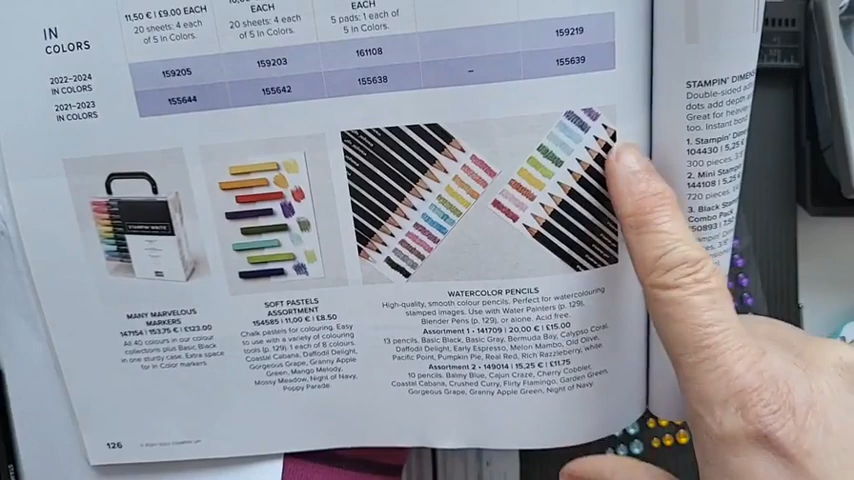 11,50 € | £9.00 EACH
20 sheets: 4 each
of 5 In Colors.
EACH
20 sheets: 4 each
of 5 In Colors.
EACH
5 pads: 1 each of
5 In Colors.
IN
COLORS
2022–2024
IN COLORS
159205
159203
161108
159219
2021–2023
IN COLORS
155644
155642
155638
–
155639
MANY MARVELOUS
MARKERS
147154 | 153,75 € | £123.00
All 40 colours
collections plus Basic Black
in one sturdy case. Extra space
for In Color markers.
SOFT PASTELS
ASSORTMENT
154585 | 11,00 € | £8.50
Chalk pastels for colouring. Easy
to use with a variety of our
tools (p. 129). 1 each of 8 colours
Coastal Cabana, Daffodil Delight,
Gorgeous Grape, Granny Apple
Green, Mango Melody,
Mossy Meadow, Night of Navy,
Poppy Parade
WATERCOLOR PENCILS
High-quality, smooth colour pencils. Perfect for watercolouring
stamped images. Use with Water Painters (p. 129),
Blender Pens (p. 129), or alone. Acid free.
Assortment 1 • 141709 | 20,00 € | £15.00
13 pencils. Basic Black, Basic Gray, Bermuda Bay, Calypso Coral,
Daffodil Delight, Early Espresso, Melon Mambo, Old Olive,
Pacific Point, Pumpkin Pie, Real Red, Rich Razzleberry, white
Assortment 2 • 149014 | 15,25 € | £11.75
10 pencils. Balmy Blue, Cajun Craze, Cherry Cobbler,
Coastal Cabana, Crushed Curry, Flirty Flamingo, Garden Green,
Gorgeous Grape, Granny Apple Green, Night of Navy
126
STAMPIN' DIMEN
Double-sided
dots add depth
Great for
too. Instant bon
1. Stampin' Dim
104430 | 5,25 €
300 pieces.
2. Mini Stamp
144108 | 5,25 €
720 pieces.
3. Black Stam
Combo Pack